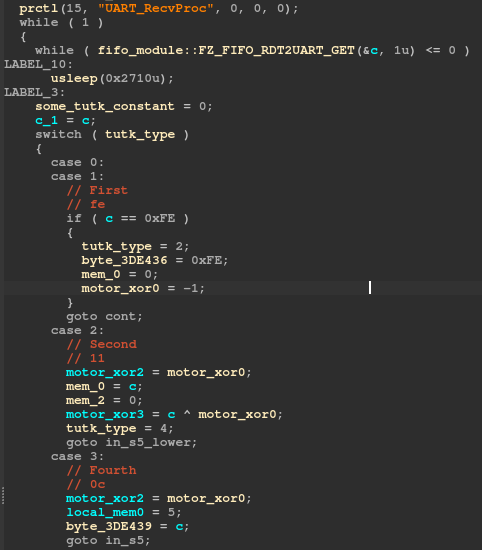 prctl(15, "UART_RecvProc", 0, 0, 0);
while ( 1 )
{
while ( fifo_module::FZ_FIFO_RDT2UART_GET(&c, 1u) <= 0 )
LABEL_10:
usleep(0x2710u);
LABEL_3:
some_tutk_constant = 0;
c_1 = c;
switch ( tutk_type )
{
case 0:
case 1:
// First
// fe
if ( c == 0xFE )
{
tutk_type = 2;
byte_3DE436 = 0xFE;
mem_0 = 0;
motor_xor0 = -1;
}
goto cont;
case 2:
// Second
// 11
motor_xor2 = motor_xor0;
mem_0 = c;
mem_2 = 0;
motor_xor3 = c ^ motor_xor0;
tutk_type = 4;
goto in_s5_lower;
case 3:
// Fourth
// 0c
motor_xor2 = motor_xor0;
local_mem0 = 5;
byte_3DE439 = c;
goto in_s5;